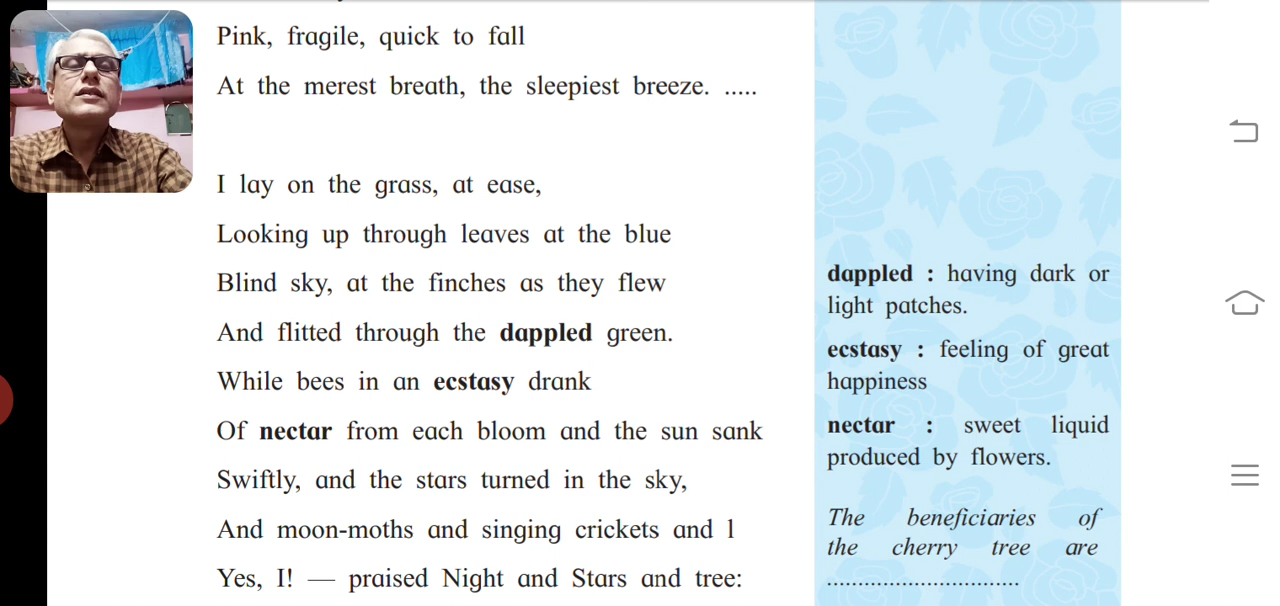 Pink, fragile, quick to fall
At the merest breath, the sleepiest breeze. .....
I lay on the grass, at ease,
Looking up through leaves at the blue
Blind sky, at the finches as they flew
And flitted through the dappled green.
While bees in an ecstasy drank
Of nectar from each bloom and the sun sank
Swiftly, and the stars turned in the sky,
And moon-moths and singing crickets and l
Yes, I! — praised Night and Stars and tree:
dappled : having dark or
light patches.
ecstasy : feeling of great
happiness
nectar : sweet liquid
produced by flowers.
The beneficiaries of
the cherry tree are
...............................